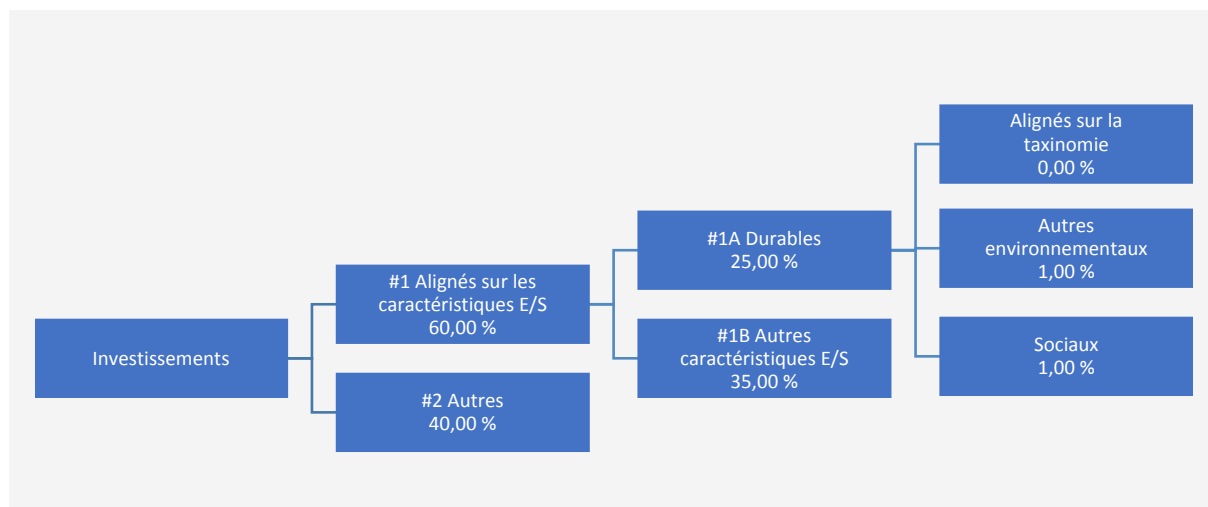 Investissements
#1 Alignés sur les
caractéristiques E/S
60,00 %
#2 Autres
40,00 %
#1A Durables
25,00 %
#1B Autres
caractéristiques E/S
35,00 %
Alignés sur la
taxinomie
0,00 %
Autres
environnementaux
1,00 %
Sociaux
1,00 %